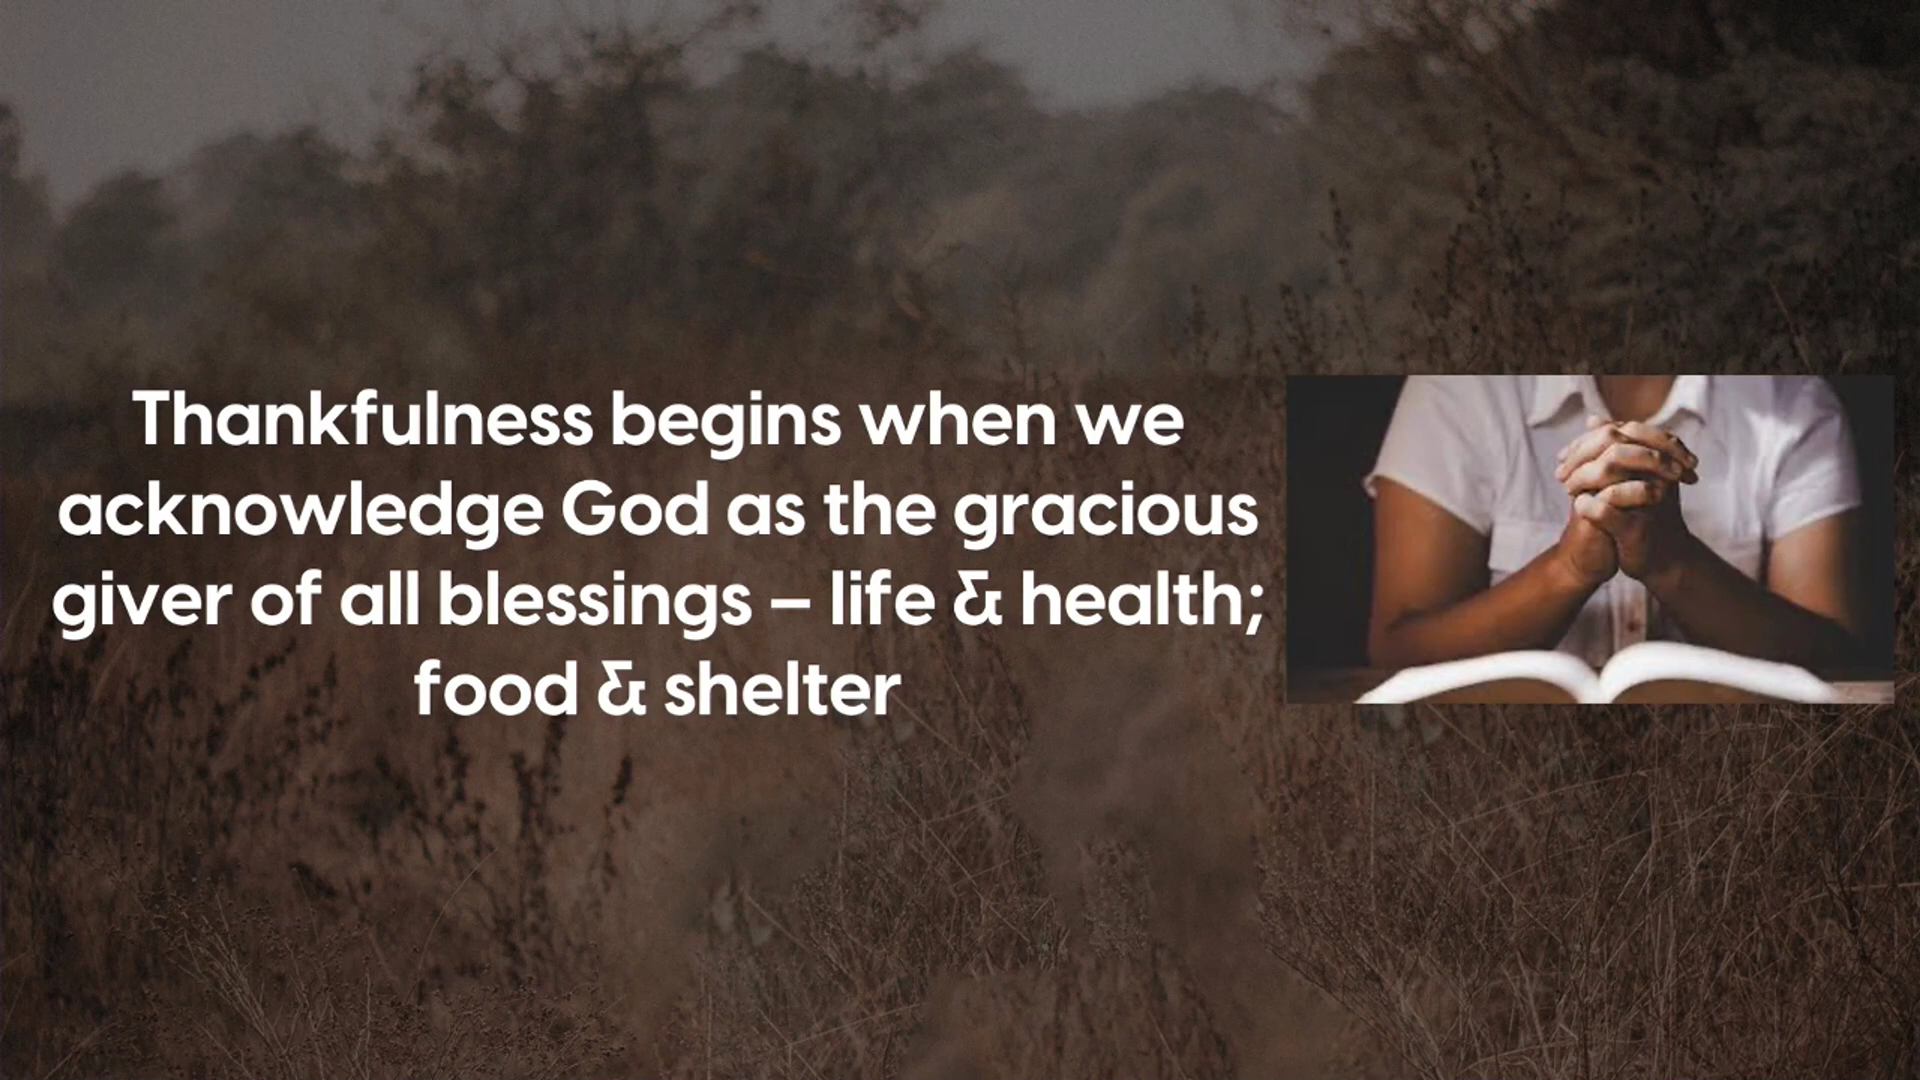 Thankfulness begins when we
acknowledge God as the gracious
giver of all blessings – life & health;
food & shelter